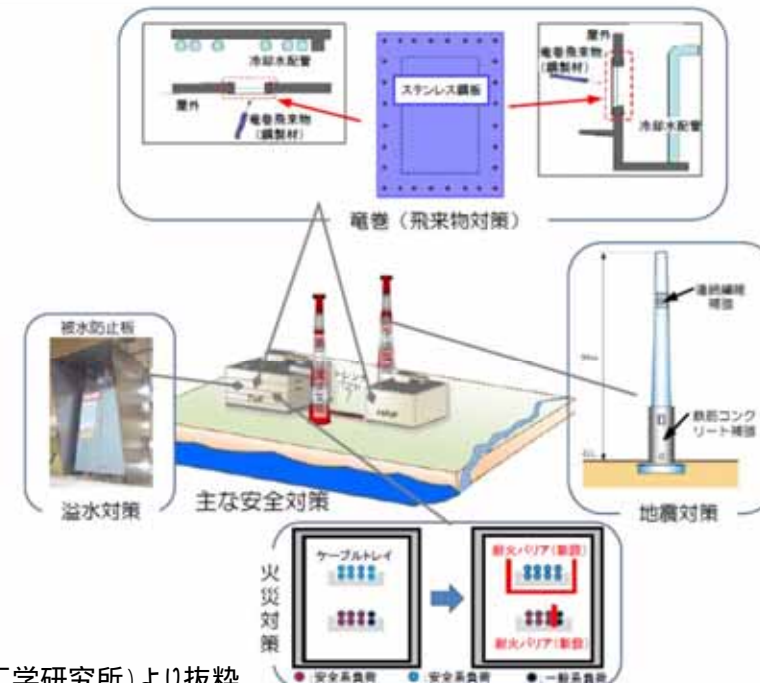 冷却水配管
屋外
竜巻飛来物
(鋼製材)
ステンレス鋼板
屋外
竜巻飛来物
(鋼製材)
冷却水配管
竜巻(飛来物対策)
被水防止板
溢水対策
主な安全対策
連続繊維
補強
鉄筋コンク
リート補強
地震対策
火災対策
ケーブルトレイ
耐火バリア(新設)
耐火バリア(新設)
●:安全系負荷 ●:安全系負荷 ●:一般系負荷
工学研究所)より抜粋